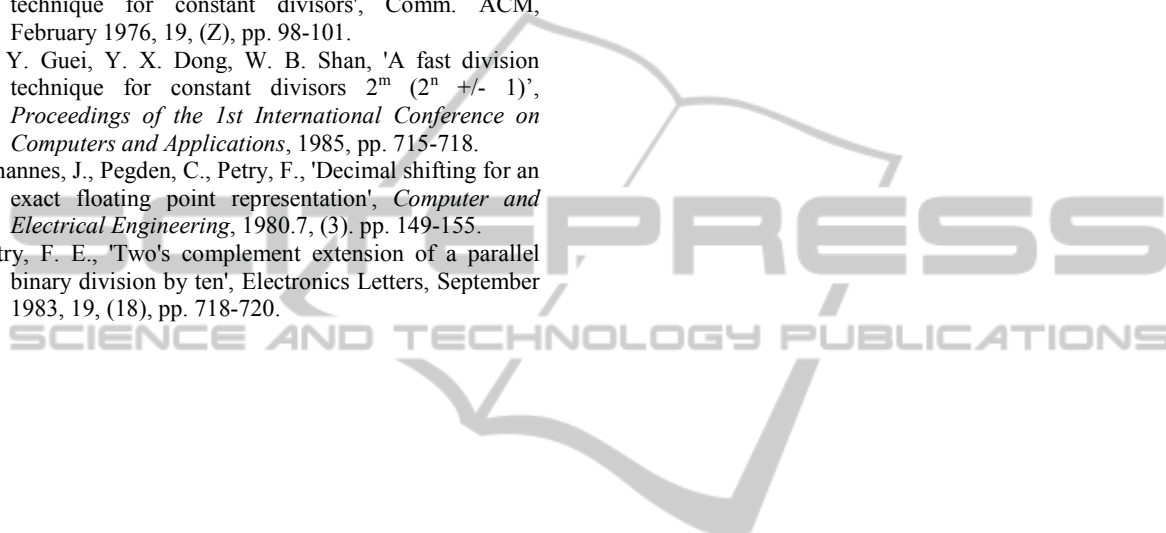 technique for constant divisors', Comm. ACM,
February 1976, 19, (Z), pp. 98-101.
Y. Guei, Y. X. Dong, W. B. Shan, 'A fast division
technique for constant divisors 2ᵐ (2ⁿ +/- 1)’,
Proceedings of the 1st International Conference on
Computers and Applications, 1985, pp. 715-718.
hannes, J., Pegden, C., Petry, F., 'Decimal shifting for an
exact floating point representation', Computer and
Electrical Engineering, 1980.7, (3). pp. 149-155.
try, F. E., 'Two's complement extension of a parallel
binary division by ten', Electronics Letters, September
1983, 19, (18), pp. 718-720.
SCITEPRESS
SCIENCE AND TECHNOLOGY PUBLICATIONS